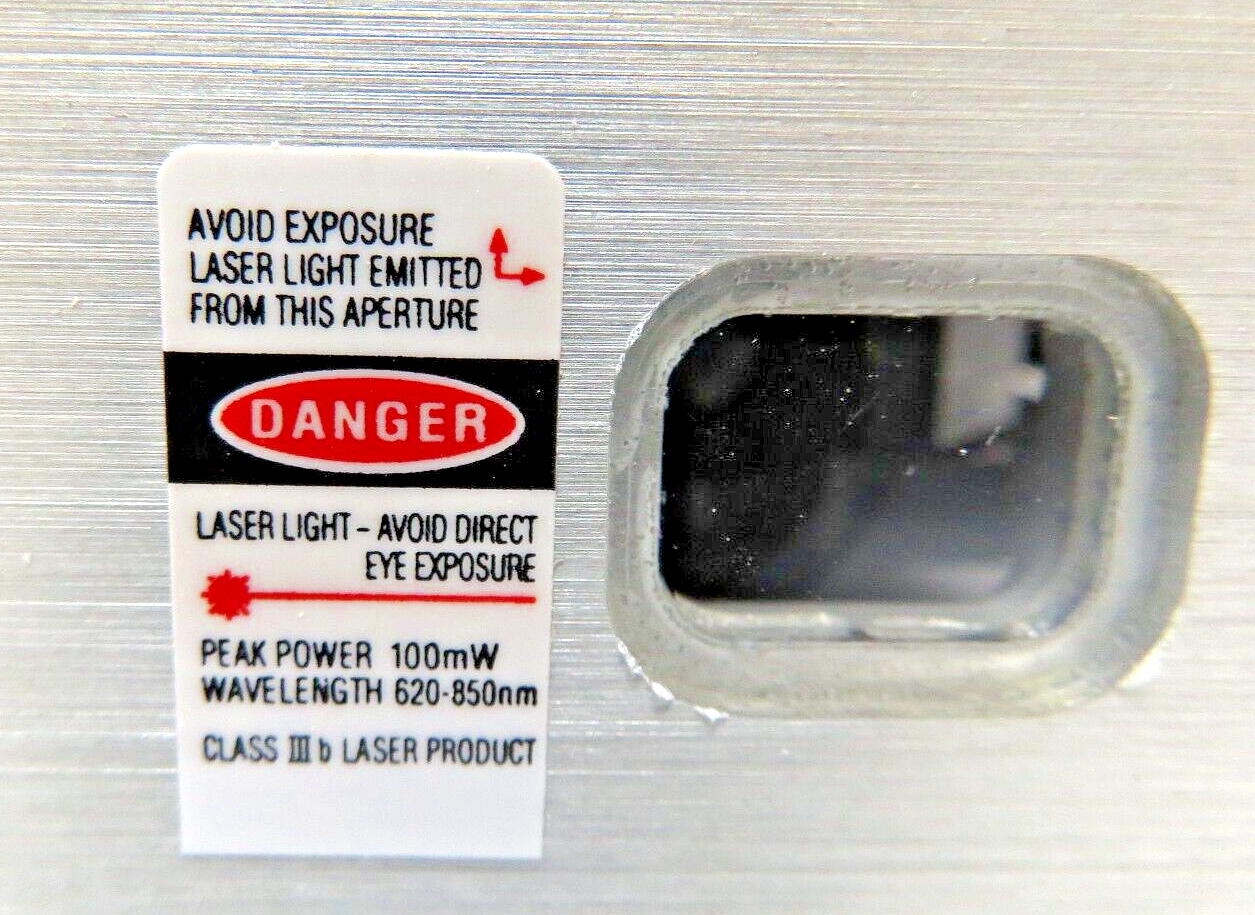 AVOID EXPOSURE
LASER LIGHT EMITTED
FROM THIS APERTURE
DANGER
LASER LIGHT - AVOID DIRECT
EYE EXPOSURE
PEAK POWER 100mW
WAVELENGTH 620-850nm
CLASS III b LASER PRODUCT